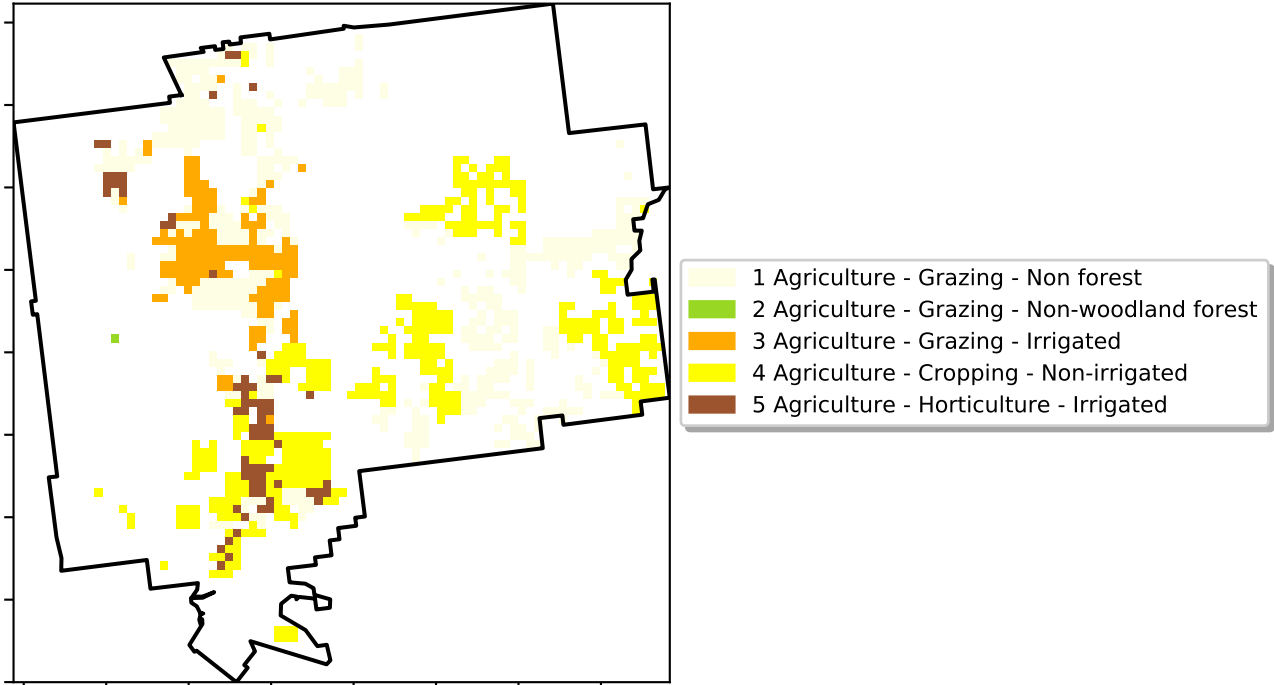 1 Agriculture - Grazing - Non forest
2 Agriculture - Grazing - Non-woodland forest
3 Agriculture - Grazing - Irrigated
4 Agriculture - Cropping - Non-irrigated
5 Agriculture - Horticulture - Irrigated